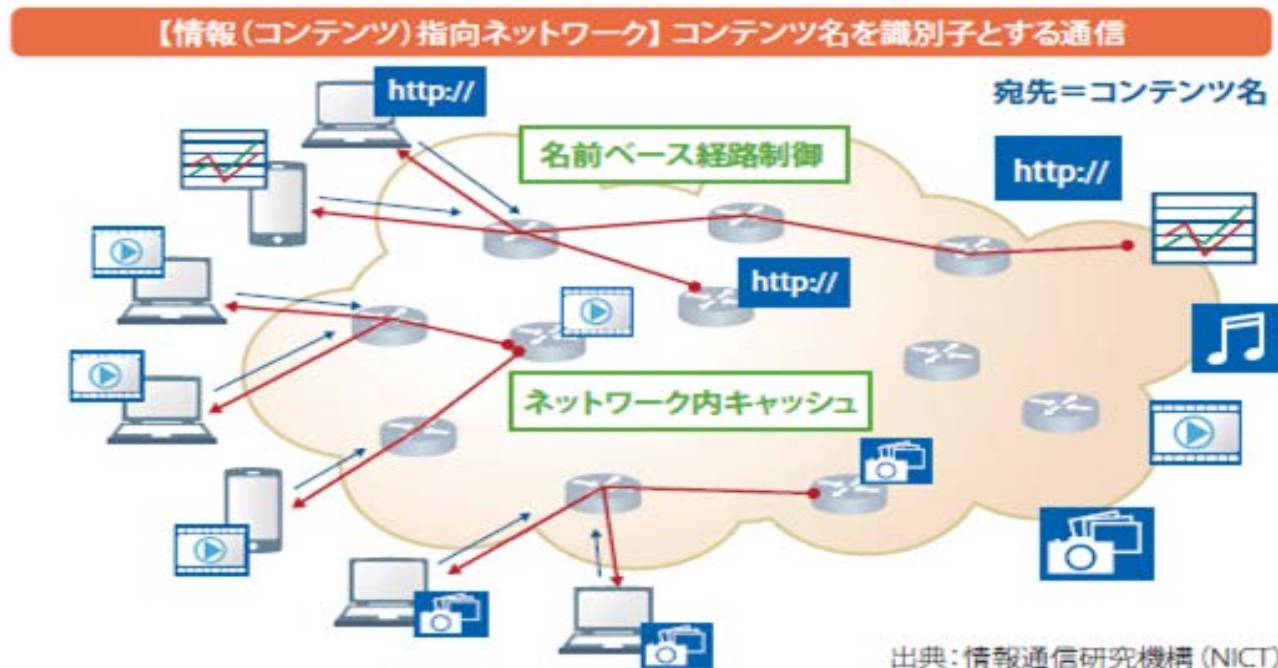 【情報（コンテンツ）指向ネットワーク】コンテンツ名を識別子とする通信
http://
宛先＝コンテンツ名
名前ベース経路制御
http://
http://
ネットワーク内キャッシュ
出典：情報通信研究機構（NICT）